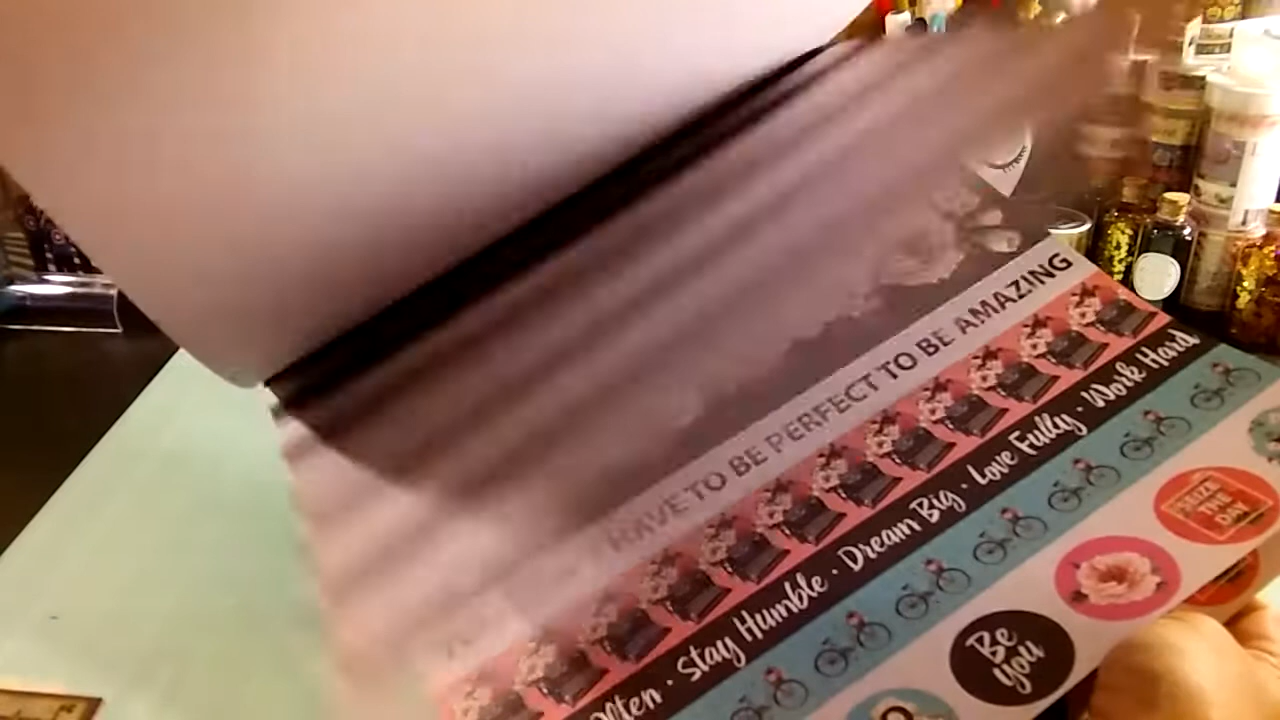 HAVE TO BE PERFECT TO BE AMAZING
Often · Stay Humble · Dream Big · Love Fully · Work Hard
SEIZE
THE
DAY
Be
you